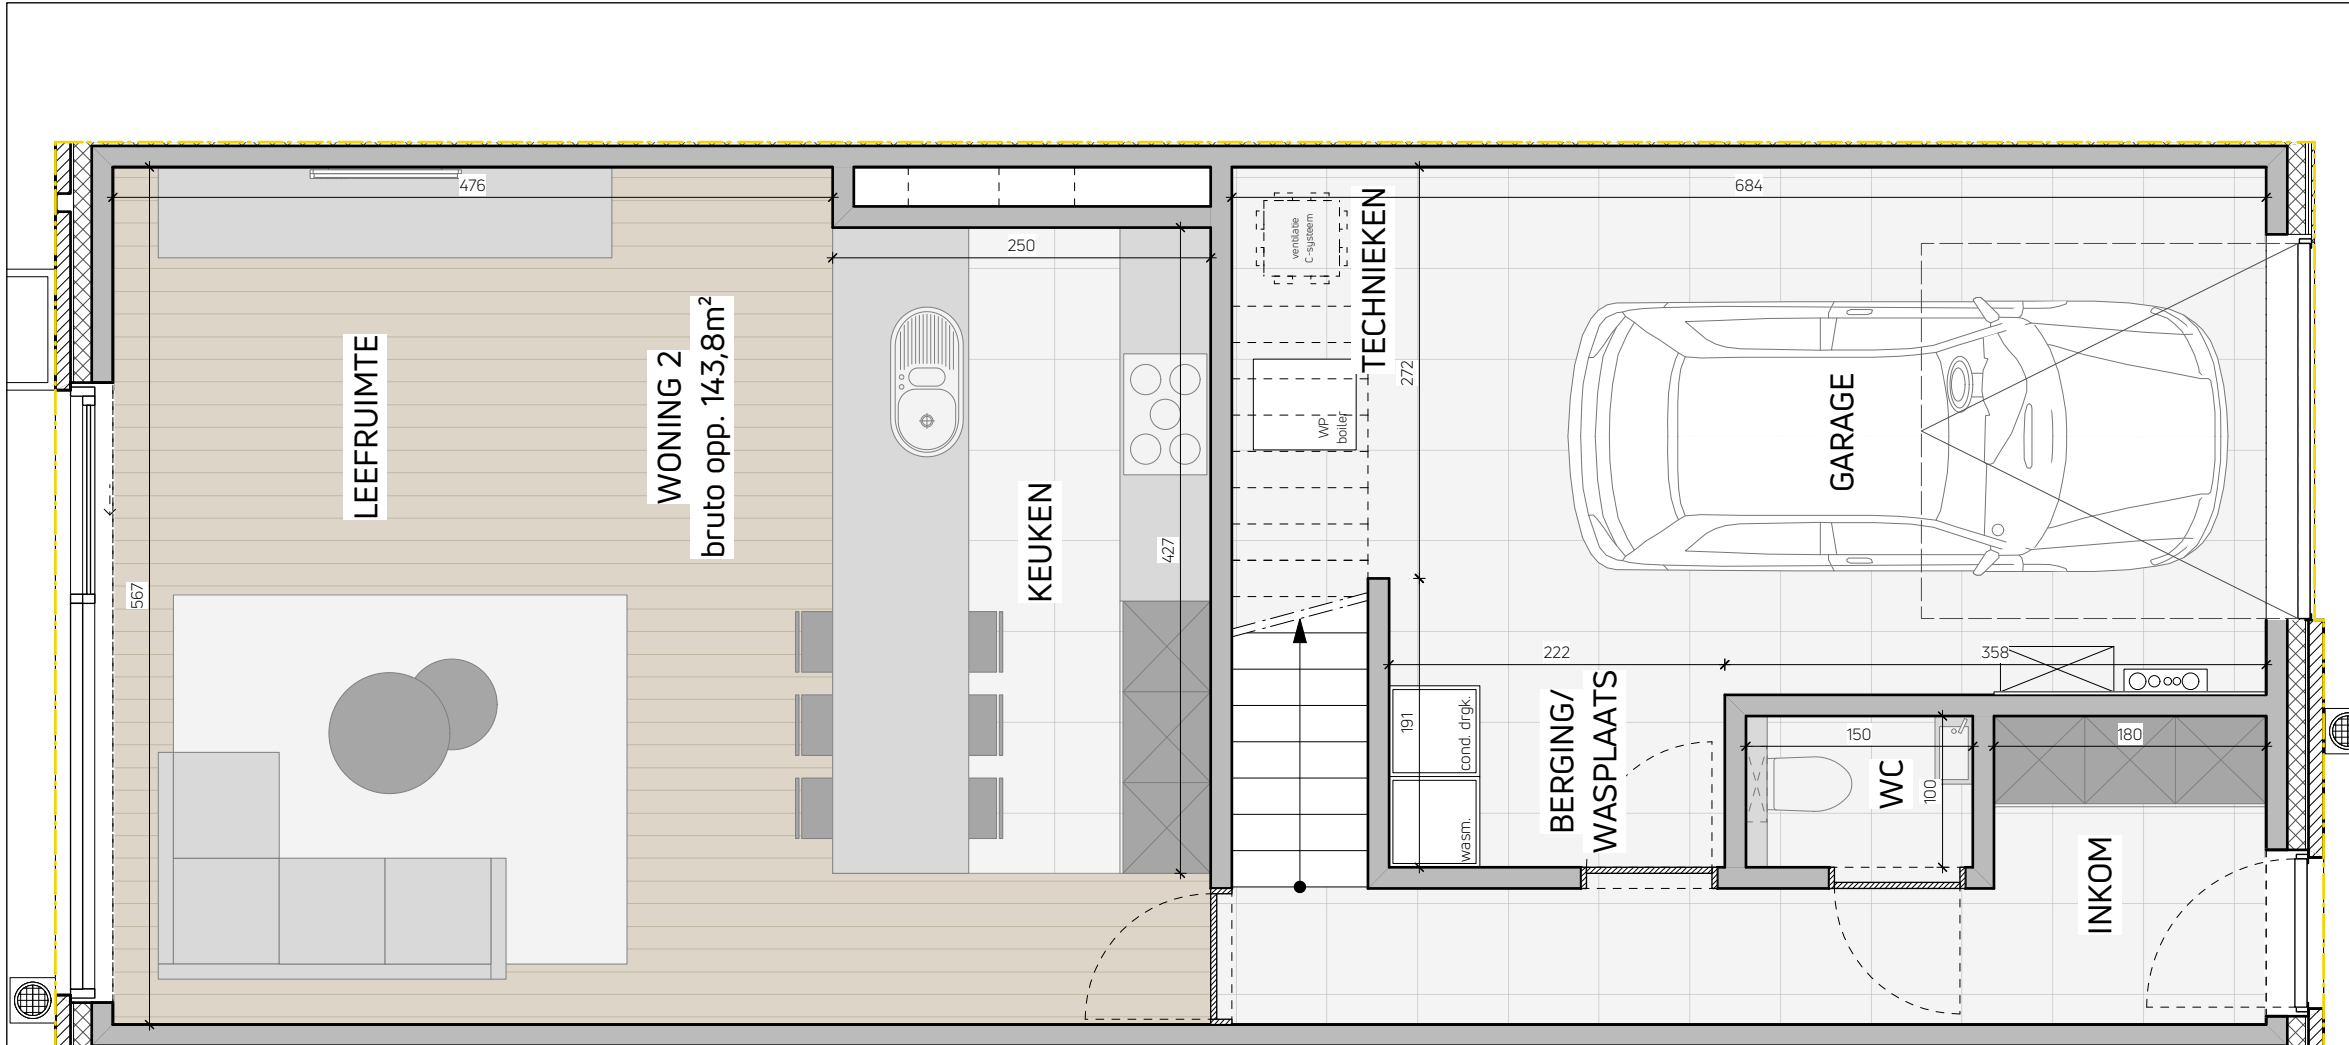 476
684
250
ventilatie
C-systeem
TECHNIEKEN
LEEFRUIMTE
WONING 2
bruto opp. 143,8m²
272
WP
boiler
GARAGE
KEUKEN
427
567
222
358
191
cond. drgk.
wasm.
BERGING/
WASPLAATS
150
WC
100
180
INKOM